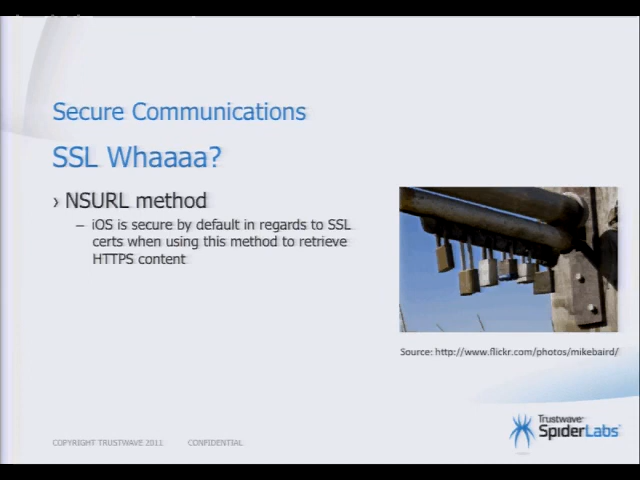 Secure Communications
SSL Whaaaa?
› NSURL method
– iOS is secure by default in regards to SSL
certs when using this method to retrieve
HTTPS content
Source: http://www.flickr.com/photos/mikebaird/
COPYRIGHT TRUSTWAVE 2011 CONFIDENTIAL
Trustwave®
SpiderLabs™